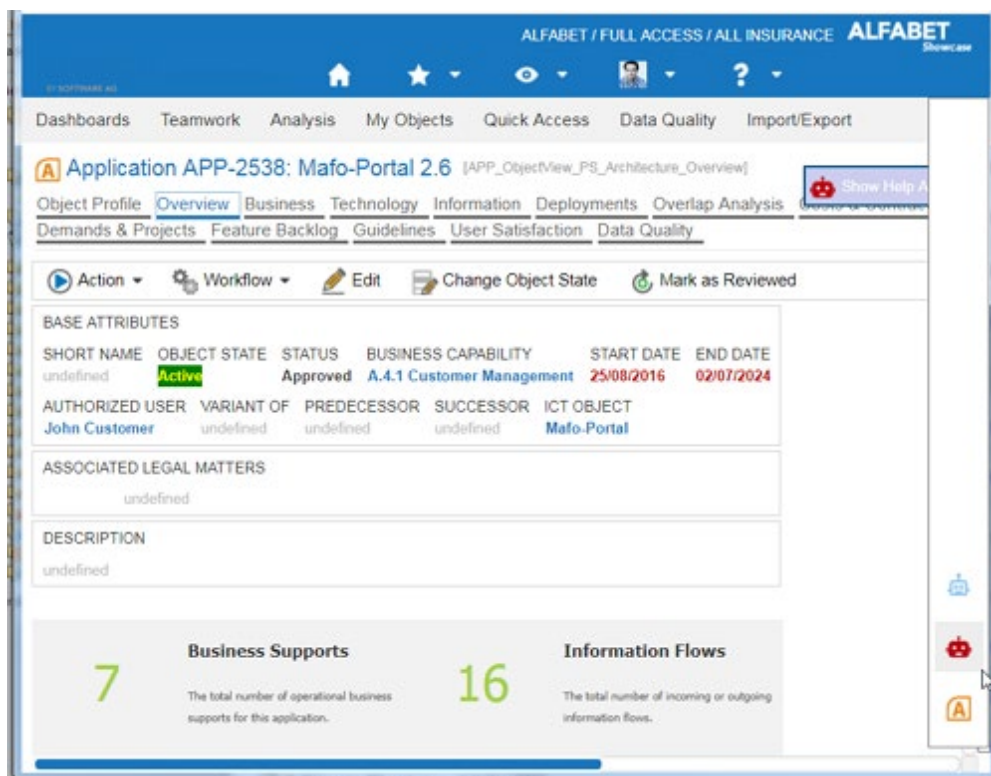 ALFABET / FULL ACCESS / ALL INSURANCE ALFABET
Showcase
BY SOFTWARE AG
Dashboards Teamwork Analysis My Objects Quick Access Data Quality Import/Export
Application APP-2538: Mafo-Portal 2.6 [APP_ObjectView_PS_Architecture_Overview]
Show Help A
Object Profile Overview Business Technology Information Deployments Overlap Analysis
Demands & Projects Feature Backlog Guidelines User Satisfaction Data Quality
Action Workflow Edit Change Object State Mark as Reviewed
BASE ATTRIBUTES
SHORT NAME OBJECT STATE STATUS BUSINESS CAPABILITY START DATE END DATE
undefined Active Approved A.4.1 Customer Management 25/08/2016 02/07/2024
AUTHORIZED USER VARIANT OF PREDECESSOR SUCCESSOR ICT OBJECT
John Customer undefined undefined undefined Mafo-Portal
ASSOCIATED LEGAL MATTERS
undefined
DESCRIPTION
undefined
7 Business Supports 16 Information Flows
The total number of operational business The total number of incoming or outgoing
supports for this application. information flows.